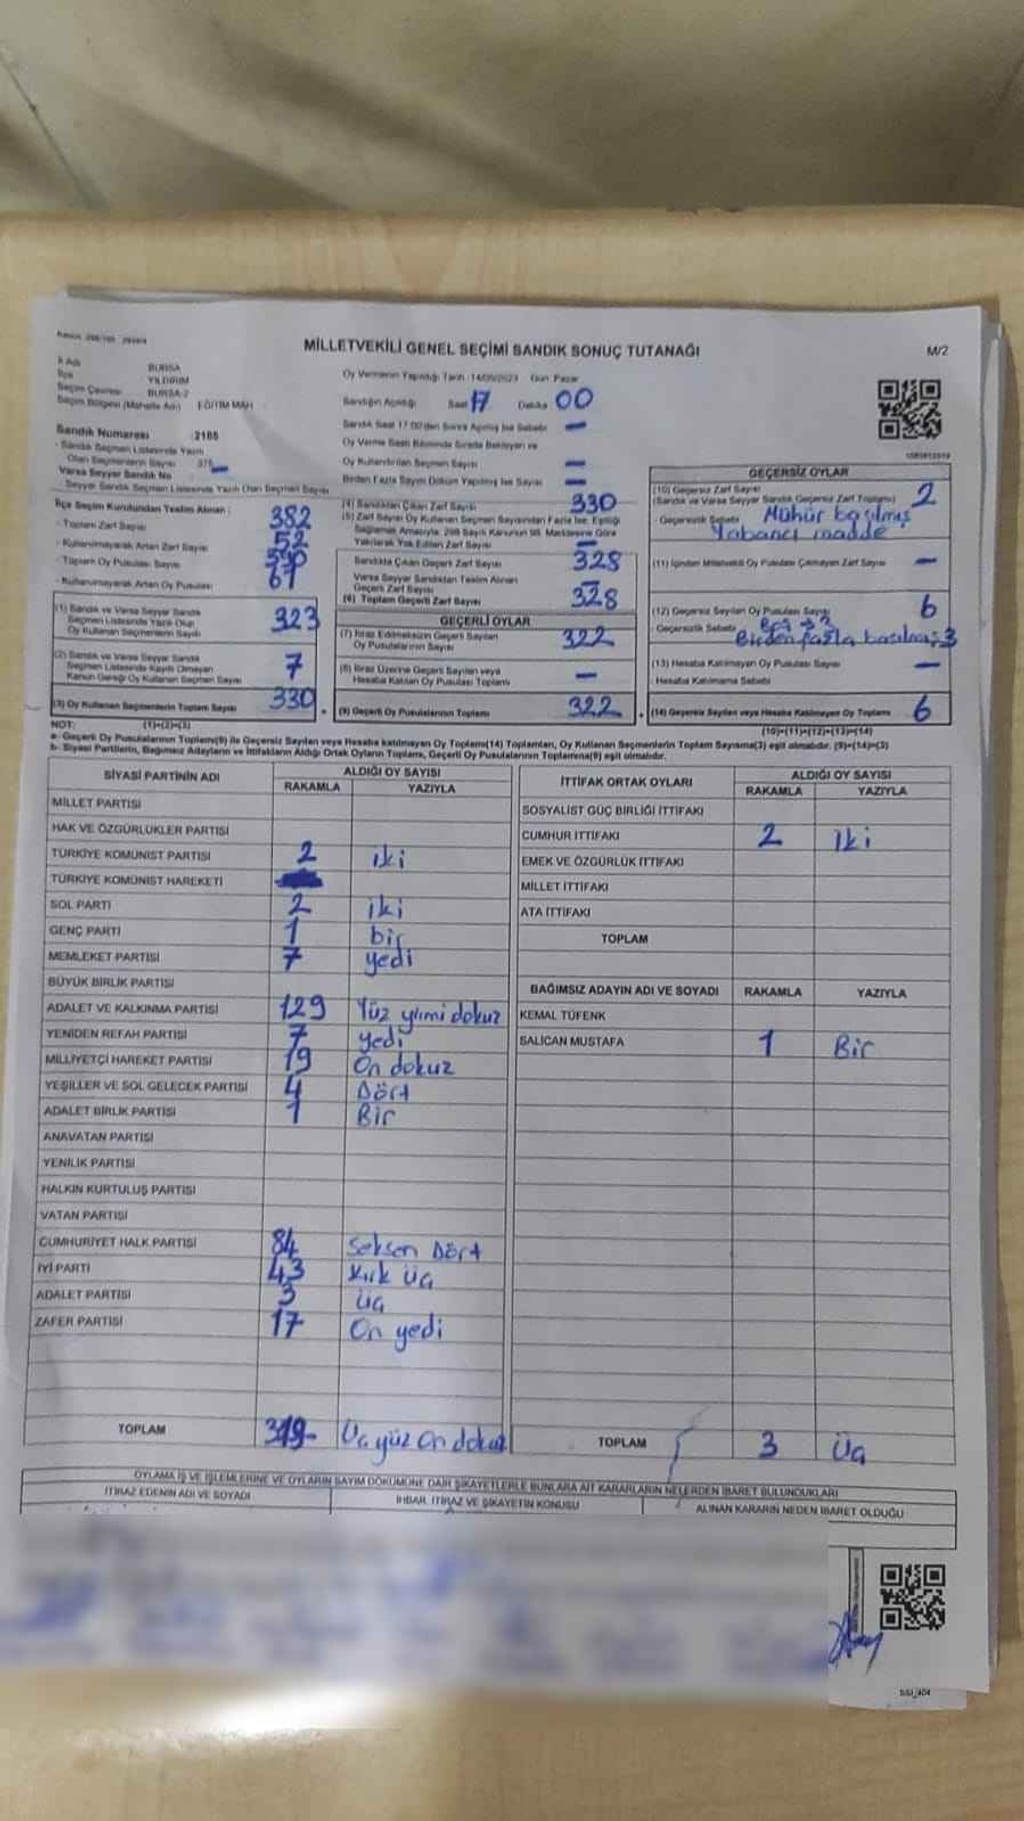 MİLLETVEKİLİ GENEL SEÇİMİ SANDIK SONUÇ TUTANAĞI
M/2
İl Adı BURSA
İlçe YILDIRIM
Seçim Çevresi BURSA-2
Seçim Bölgesi (Mahalle Adı) EĞİTİM MAH
Sandık Numarası 2185
Sandık Seçmen Listesinde Yazılı
Olan Seçmenlerin Sayısı 375
Varsa Seyyar Sandık No -
Seyyar Sandık Seçmen Listesinde Yazılı Olan Seçmen Sayısı
Oy Vermenin Yapıldığı Tarih 14/05/2023 Gün Pazar
Sandığın Açıldığı Saat 17 Dakika 00
Sandık Saat 17.00'den Sonra Açılmış İse Sebebi -
Oy Verme Saati Bitiminde Sırada Bekleyen ve
Oy Kullandırılan Seçmen Sayısı -
Birden Fazla Sayım Döküm Yapılmış İse Sayısı -
İlçe Seçim Kurulundan Teslim Alınan
- Toplam Zarf Sayısı 382
- Kullanılmayarak Artan Zarf Sayısı 52
- Toplam Oy Pusulası Sayısı
- Kullanılmayarak Artan Oy Pusulası 67
(1) Sandık ve Varsa Seyyar Sandık
Seçmen Listesinde Yazılı Olan
Oy Kullanan Seçmenlerin Sayısı 323
(2) Sandık ve Varsa Seyyar Sandık
Seçmen Listesinde Kayıtlı Olmayan
Kanun Gereği Oy Kullanan Seçmen Sayısı 7
(3) Oy Kullanan Seçmenlerin Toplam Sayısı 330
(1)+(2)=(3)
(4) Sandıktan Çıkan Zarf Sayısı 330
(5) Zarf Sayısı Oy Kullanan Seçmen Sayısından Fazla İse, Eşitliği
Sağlamak Amacıyla, 298 Sayılı Kanunun 98. Maddesine Göre
Yakılarak Yok Edilen Zarf Sayısı -
Sandıkta Çıkan Geçerli Zarf Sayısı 328
Varsa Seyyar Sandıktan Teslim Alınan
Geçerli Zarf Sayısı -
(6) Toplam Geçerli Zarf Sayısı 328
GEÇERLİ OYLAR
(7) İtiraz Edilmeksizin Geçerli Sayılan
Oy Pusulalarının Sayısı 322
(8) İtiraz Üzerine Geçerli Sayılan veya
Hesaba Katılan Oy Pusulası Toplamı -
(9) Geçerli Oy Pusulalarının Toplamı 322
GEÇERSİZ OYLAR
(10) Geçersiz Zarf Sayısı
(Sandık ve Varsa Seyyar Sandık Geçersiz Zarf Toplamı) 2
Geçersizlik Sebebi Mühür basılmış
Yabancı madde
(11) İçinden Milletvekili Oy Pusulası Çıkmayan Zarf Sayısı -
(12) Geçersiz Sayılan Oy Pusulası Sayısı 6
Geçersizlik Sebebi Boş → 3
Birden fazla basılmış 3
(13) Hesaba Katılmayan Oy Pusulası Sayısı -
Hesaba Katılmama Sebebi
(14) Geçersiz Sayılan veya Hesaba Katılmayan Oy Toplamı 6
(10)+(11)+(12)+(13)=(14)
NOT:
a- Geçerli Oy Pusulalarının Toplamı(9) ile Geçersiz Sayılan veya Hesaba katılmayan Oy Toplamı(14) Toplamları, Oy Kullanan Seçmenlerin Toplam Sayısına(3) eşit olmalıdır. (9)+(14)=(3)
b- Siyasi Partilerin, Bağımsız Adayların ve İttifakların Aldığı Ortak Oyların Toplamı, Geçerli Oy Pusulalarının Toplamına(9) eşit olmalıdır.
SİYASİ PARTİNİN ADI ALDIĞI OY SAYISI
RAKAMLA YAZIYLA
MİLLET PARTİSİ
HAK VE ÖZGÜRLÜKLER PARTİSİ
TÜRKİYE KOMÜNİST PARTİSİ 2 iki
TÜRKİYE KOMÜNİST HAREKETİ
SOL PARTİ 2 iki
GENÇ PARTİ 1 bir
MEMLEKET PARTİSİ 7 yedi
BÜYÜK BİRLİK PARTİSİ
ADALET VE KALKINMA PARTİSİ 129 Yüz yirmi dokuz
YENİDEN REFAH PARTİSİ 7 yedi
MİLLİYETÇİ HAREKET PARTİSİ 19 On dokuz
YEŞİLLER VE SOL GELECEK PARTİSİ 4 Dört
ADALET BİRLİK PARTİSİ 1 Bir
ANAVATAN PARTİSİ
YENİLİK PARTİSİ
HALKIN KURTULUŞ PARTİSİ
VATAN PARTİSİ
CUMHURİYET HALK PARTİSİ 84 Seksen Dört
İYİ PARTİ 43 Kırk Üç
ADALET PARTİSİ 3 Üç
ZAFER PARTİSİ 17 On yedi
TOPLAM 319 Üç yüz On dokuz
İTTİFAK ORTAK OYLARI ALDIĞI OY SAYISI
RAKAMLA YAZIYLA
SOSYALİST GÜÇ BİRLİĞİ İTTİFAKI
CUMHUR İTTİFAKI 2 İki
EMEK VE ÖZGÜRLÜK İTTİFAKI
MİLLET İTTİFAKI
ATA İTTİFAKI
TOPLAM
BAĞIMSIZ ADAYIN ADI VE SOYADI RAKAMLA YAZIYLA
KEMAL TÜFENK
SALİCAN MUSTAFA 1 Bir
TOPLAM 3 Üç
OYLAMA İŞ VE İŞLEMLERİNE VE OYLARIN SAYIM DÖKÜMÜNE DAİR ŞİKAYETLERLE BUNLARA AİT KARARLARIN NELERDEN İBARET BULUNDUKLARI
İTİRAZ EDENİN ADI VE SOYADI İHBAR, İTİRAZ VE ŞİKAYETİN KONUSU ALINAN KARARIN NEDEN İBARET OLDUĞU